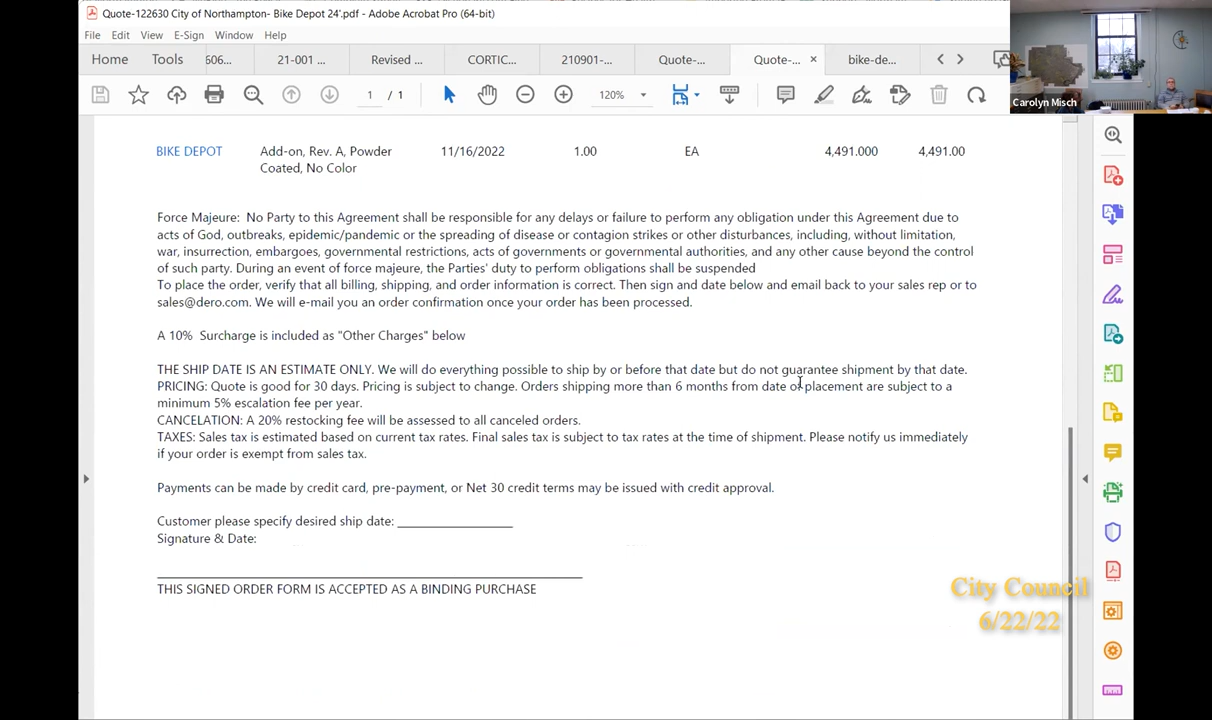 Quote-122630 City of Northampton- Bike Depot 24'.pdf - Adobe Acrobat Pro (64-bit)
File Edit View E-Sign Window Help
Home Tools 606... 21-001 ... Revised ... CORTIC... 210901-... Quote-... Quote-... × bike-de...
1 / 1 120%
Carolyn Misch
BIKE DEPOT Add-on, Rev. A, Powder 11/16/2022 1.00 EA 4,491.000 4,491.00
Coated, No Color
Force Majeure: No Party to this Agreement shall be responsible for any delays or failure to perform any obligation under this Agreement due to
acts of God, outbreaks, epidemic/pandemic or the spreading of disease or contagion strikes or other disturbances, including, without limitation,
war, insurrection, embargoes, governmental restrictions, acts of governments or governmental authorities, and any other cause beyond the control
of such party. During an event of force majeure, the Parties' duty to perform obligations shall be suspended
To place the order, verify that all billing, shipping, and order information is correct. Then sign and date below and email back to your sales rep or to
sales@dero.com. We will e-mail you an order confirmation once your order has been processed.
A 10% Surcharge is included as "Other Charges" below
THE SHIP DATE IS AN ESTIMATE ONLY. We will do everything possible to ship by or before that date but do not guarantee shipment by that date.
PRICING: Quote is good for 30 days. Pricing is subject to change. Orders shipping more than 6 months from date of placement are subject to a
minimum 5% escalation fee per year.
CANCELATION: A 20% restocking fee will be assessed to all canceled orders.
TAXES: Sales tax is estimated based on current tax rates. Final sales tax is subject to tax rates at the time of shipment. Please notify us immediately
if your order is exempt from sales tax.
Payments can be made by credit card, pre-payment, or Net 30 credit terms may be issued with credit approval.
Customer please specify desired ship date: ____________________
Signature & Date:
THIS SIGNED ORDER FORM IS ACCEPTED AS A BINDING PURCHASE
City Council
6/22/22